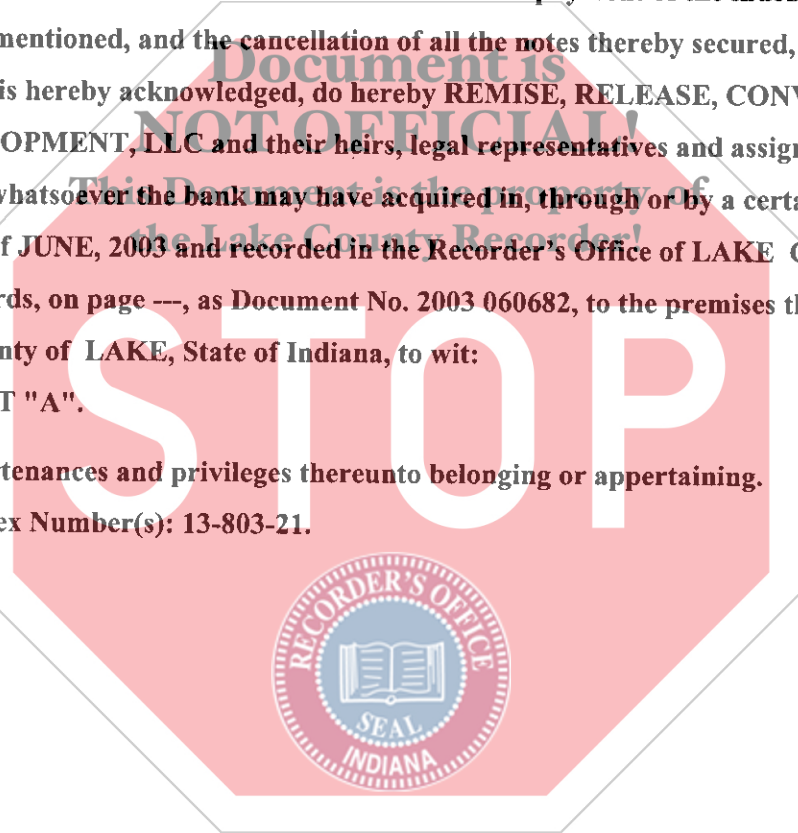 mentioned, and the cancellation of all the notes thereby secured,
Document is
is hereby acknowledged, do hereby REMISE, RELEASE, CONV
NOT OFFICIAL!
OPMENT, LLC and their heirs, legal representatives and assign
This Document is the property of
whatsoever the bank may have acquired in, through or by a certa
the Lake County Recorder!
f JUNE, 2003 and recorded in the Recorder's Office of LAKE C
rds, on page ---, as Document No. 2003 060682, to the premises th
nty of LAKE, State of Indiana, to wit:
T "A".
STOP
tenances and privileges thereunto belonging or appertaining.
ex Number(s): 13-803-21.
RECORDER'S OFFICE
SEAL
INDIANA